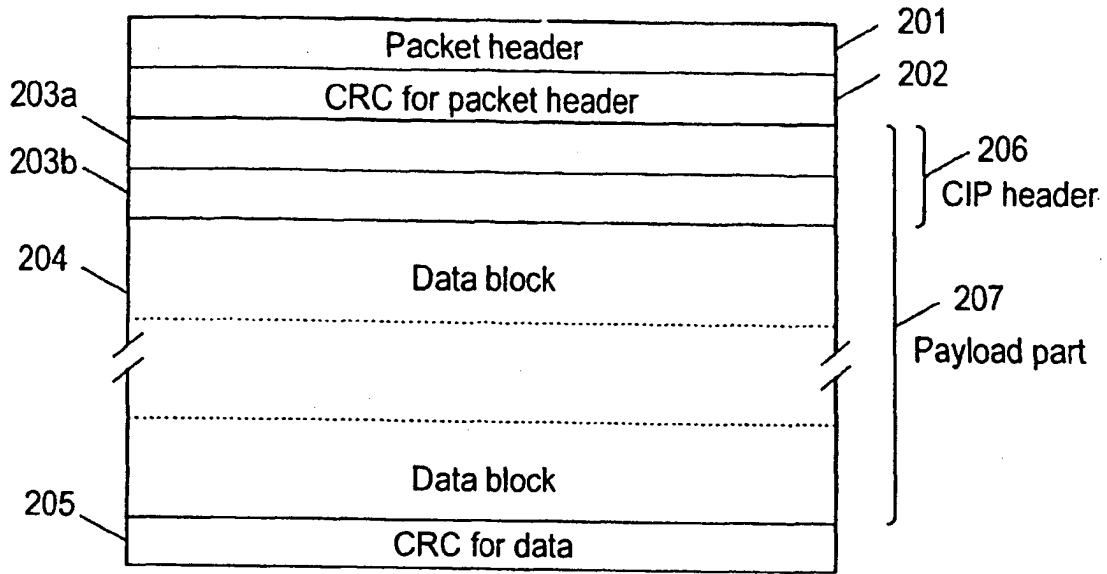 Packet header
201
CRC for packet header
202
203a
203b
206
CIP header
204
Data block
207
Payload part
Data block
205
CRC for data